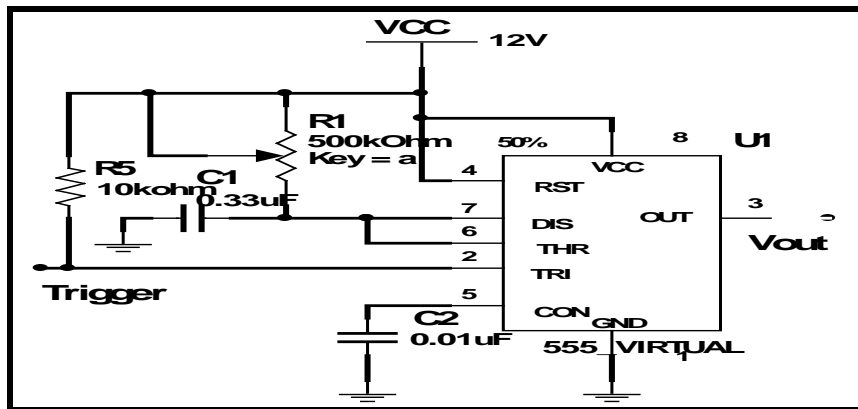 VCC
12V
R1
500kOhm
Key = a
50%
8
U1
VCC
R5
10kohm
C1
0.33uF
4
RST
7
DIS
3
OUT
6
THR
Vout
2
TRI
Trigger
5
CON
C2
0.01uF
GND
555_VIRTUAL
1